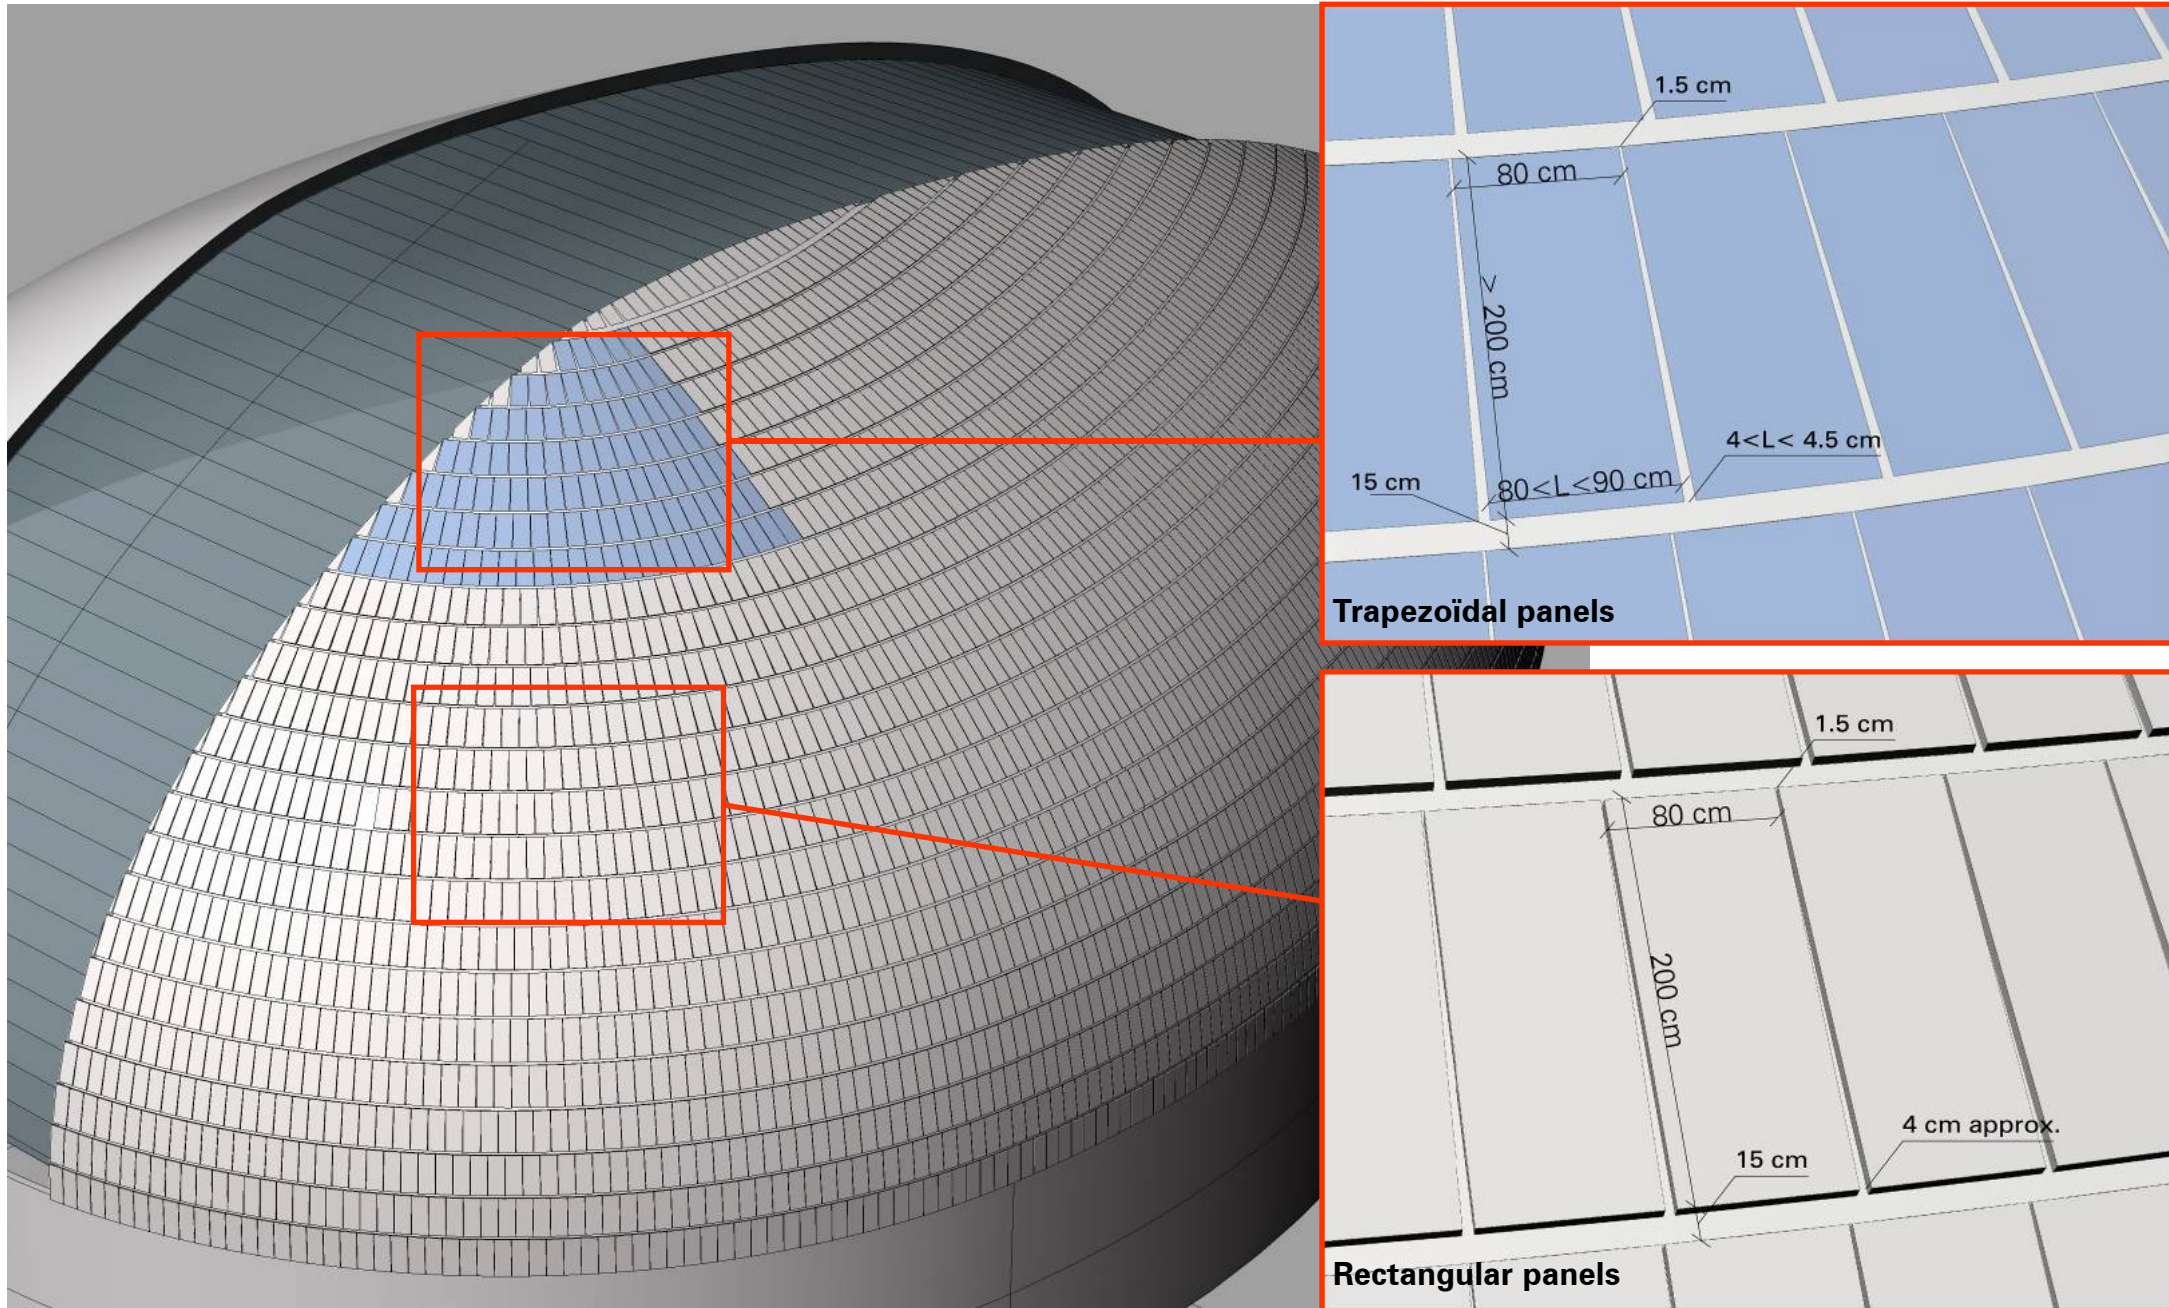 1.5 cm
80 cm
> 200 cm
4<L< 4.5 cm
15 cm
80<L<90 cm
Trapezoïdal panels
1.5 cm
80 cm
200 cm
4 cm approx.
15 cm
Rectangular panels